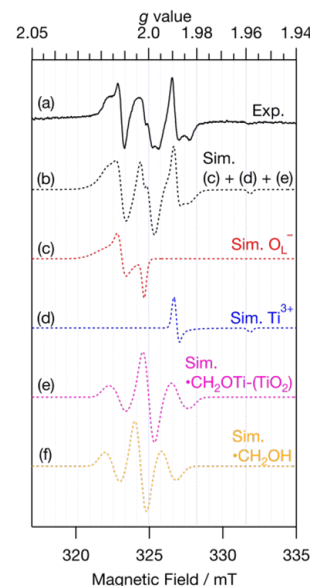 g value
2.05 2.0 1.98 1.96 1.94
(a)
Exp.
(b)
Sim.
(c) + (d) + (e)
(c)
Sim. O_L^−
(d)
Sim. Ti^3+
Sim.
(e)
•CH₂OTi-(TiO₂)
Sim.
(f)
•CH₂OH
320 325 330 335
Magnetic Field / mT